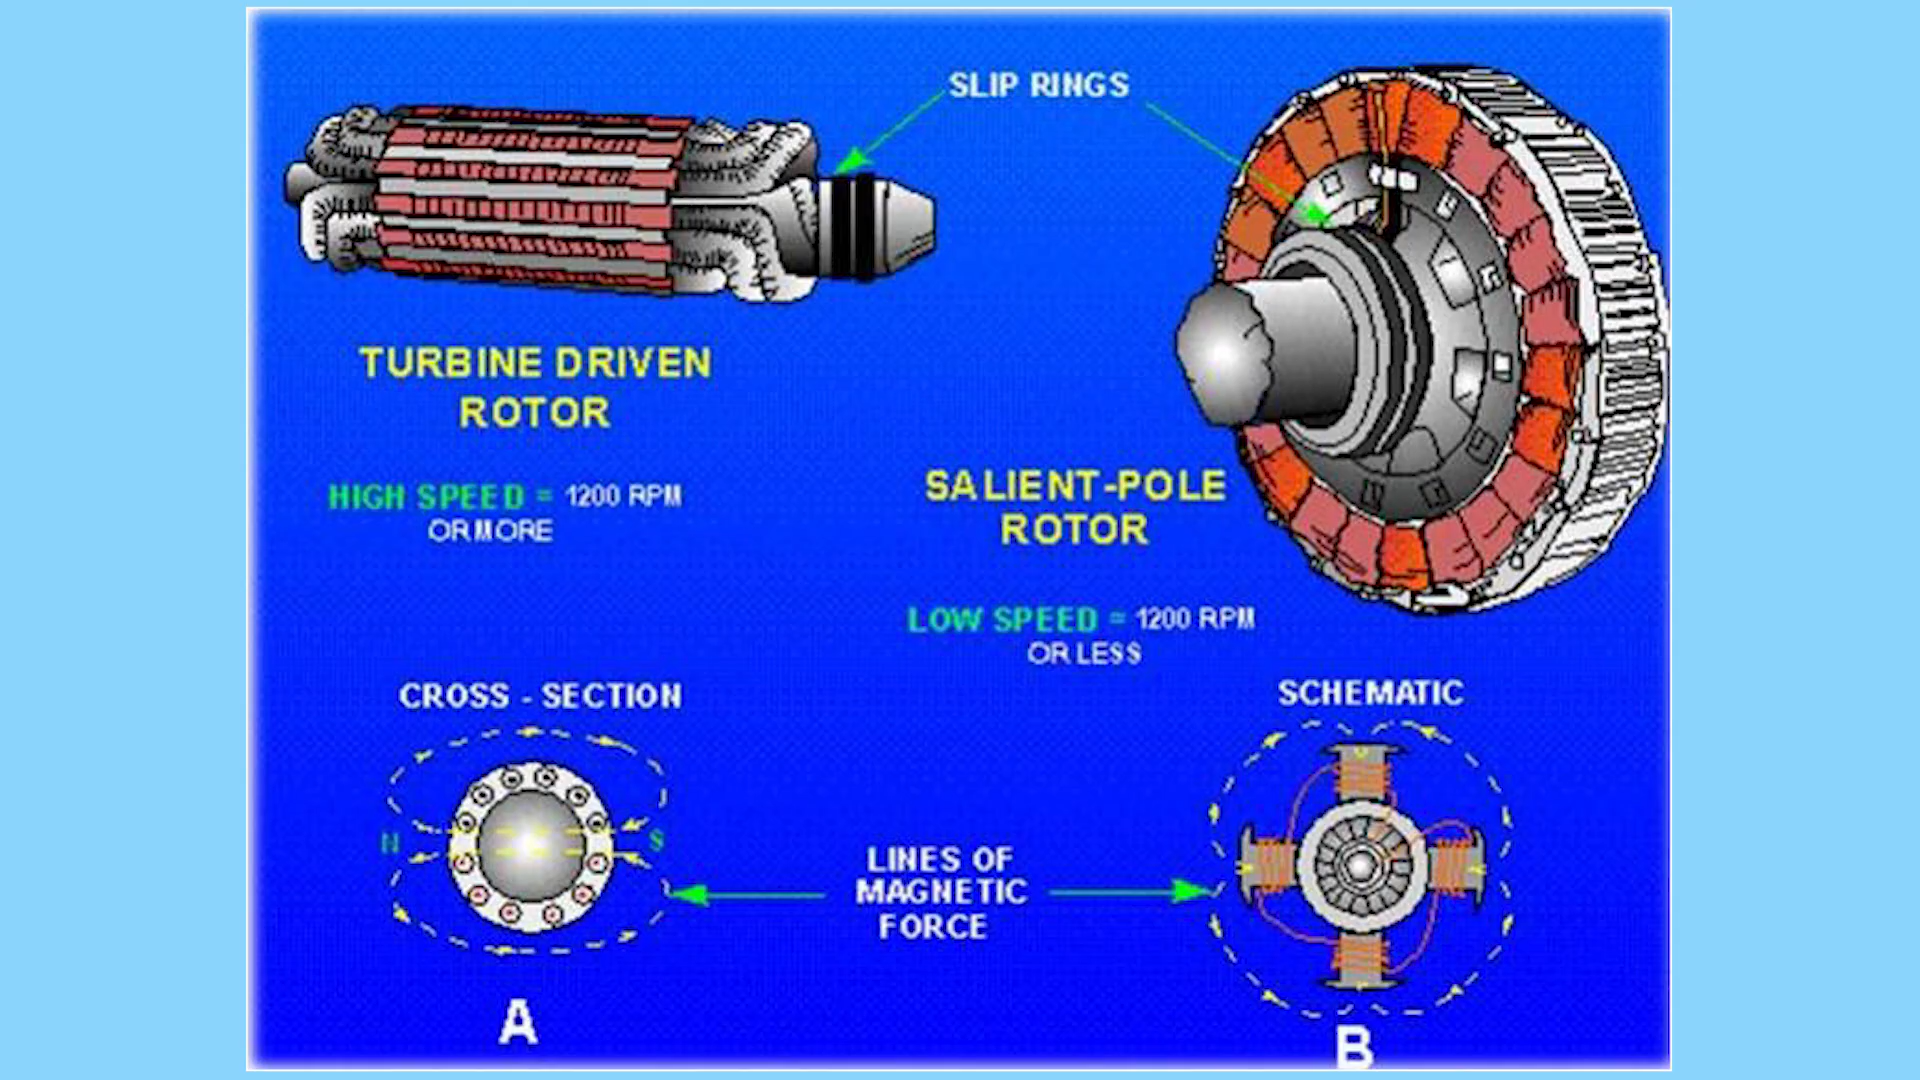 SLIP RINGS
TURBINE DRIVEN
ROTOR
HIGH SPEED = 1200 RPM
OR MORE
SALIENT-POLE
ROTOR
LOW SPEED = 1200 RPM
OR LESS
CROSS - SECTION
SCHEMATIC
N
S
LINES OF
MAGNETIC
FORCE
A
B